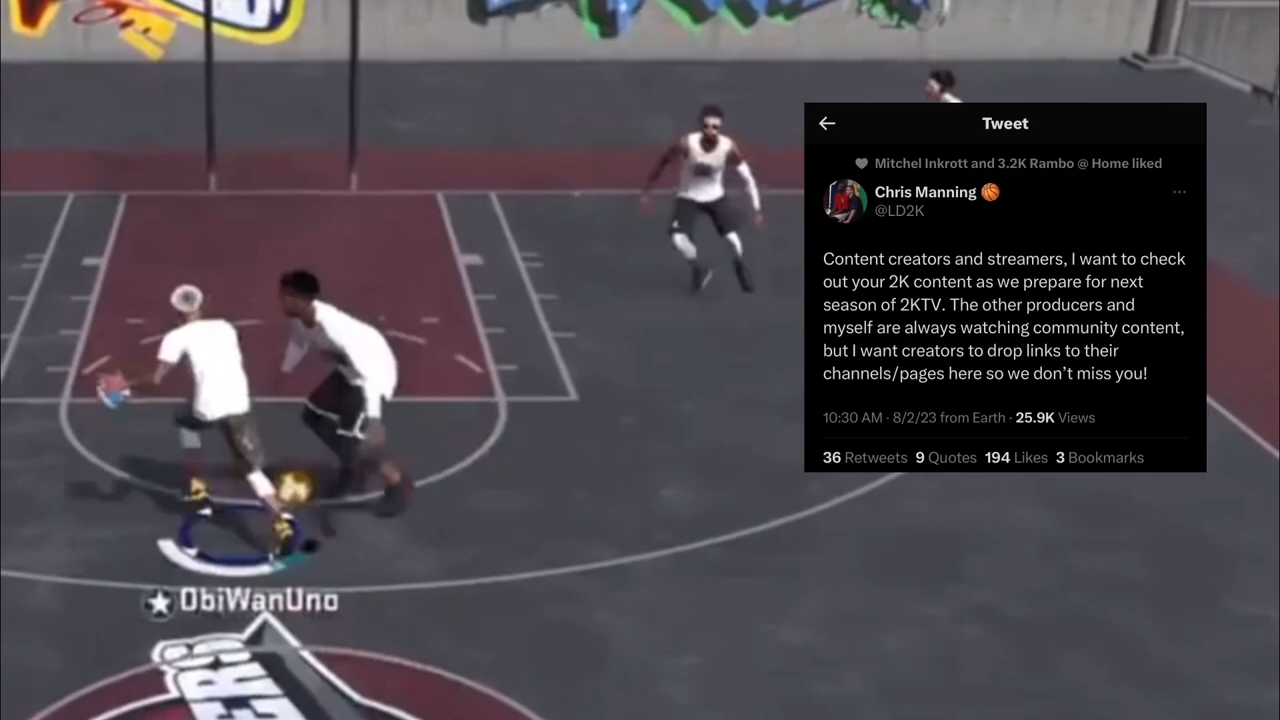 Tweet
Mitchel Inkrott and 3.2K Rambo @ Home liked
Chris Manning 🏀
@LD2K
Content creators and streamers, I want to check
out your 2K content as we prepare for next
season of 2KTV. The other producers and
myself are always watching community content,
but I want creators to drop links to their
channels/pages here so we don’t miss you!
10:30 AM · 8/2/23 from Earth · 25.9K Views
36 Retweets 9 Quotes 194 Likes 3 Bookmarks
ObiWanUno